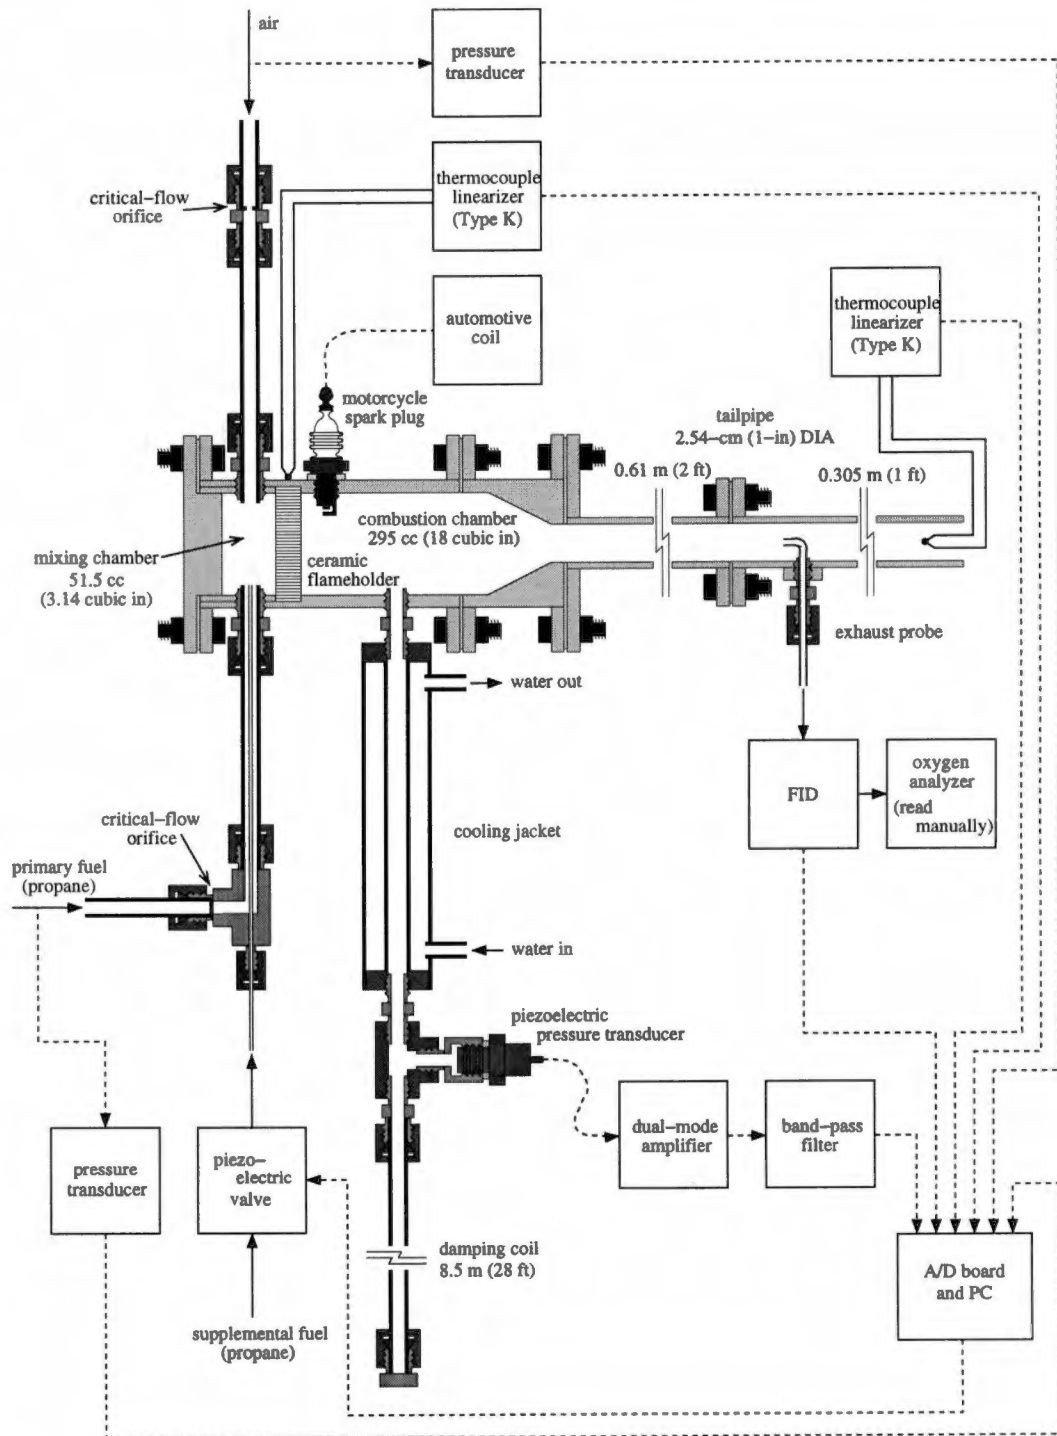 air
pressure
transducer
critical-flow
orifice
thermocouple
linearizer
(Type K)
automotive
coil
thermocouple
linearizer
(Type K)
motorcycle
spark plug
tailpipe
2.54-cm (1-in) DIA
0.61 m (2 ft)
0.305 m (1 ft)
combustion chamber
295 cc (18 cubic in)
mixing chamber
51.5 cc
(3.14 cubic in)
ceramic
flameholder
exhaust probe
water out
FID
oxygen
analyzer
(read
manually)
cooling jacket
critical-flow
orifice
primary fuel
(propane)
water in
piezoelectric
pressure transducer
dual-mode
amplifier
band-pass
filter
pressure
transducer
piezo-
electric
valve
damping coil
8.5 m (28 ft)
A/D board
and PC
supplemental fuel
(propane)